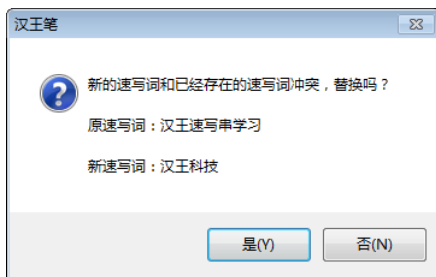 汉王笔
新的速写词和已经存在的速写词冲突，替换吗？
原速写词：汉王速写串学习
新速写词：汉王科技
是(Y)
否(N)